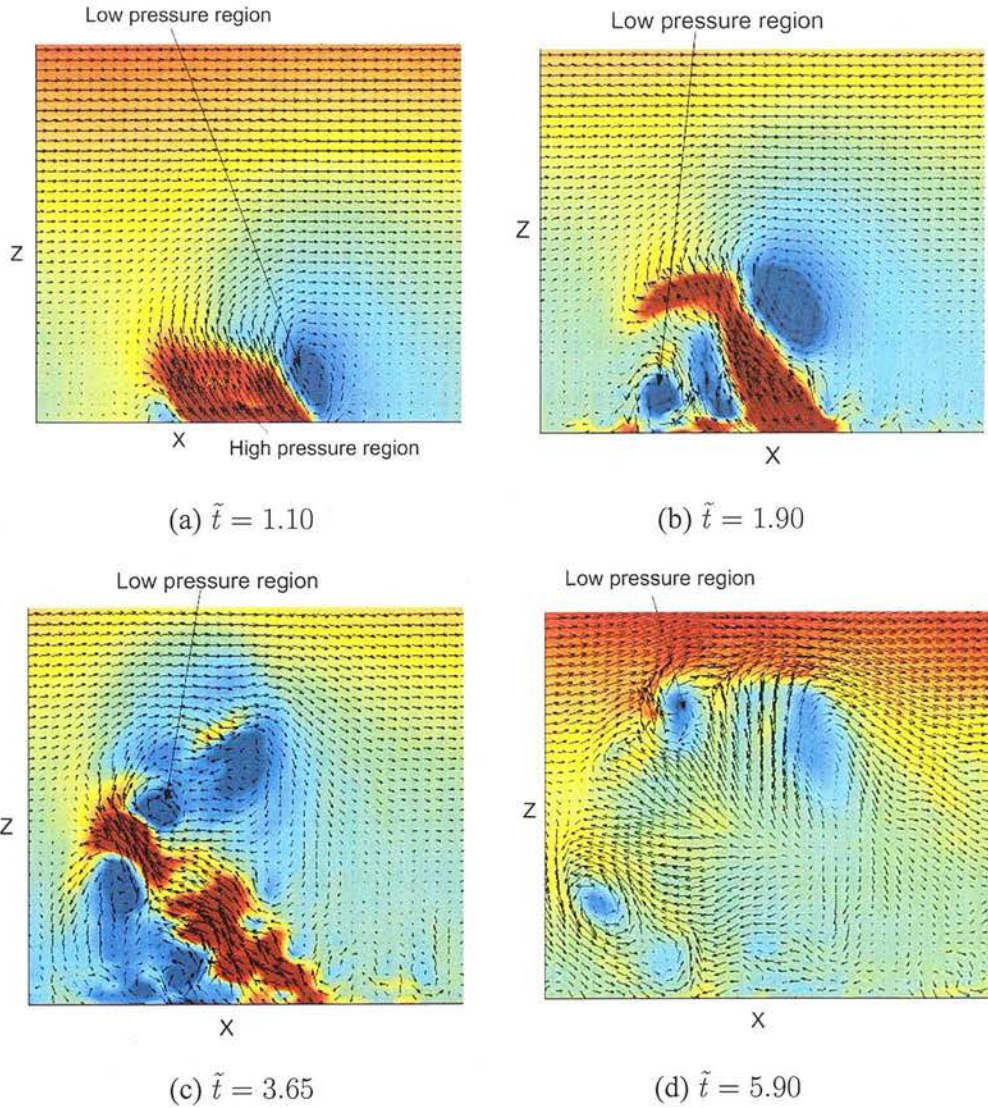 Low pressure region
Low pressure region
Z
Z
X
High pressure region
X
(a) t̃ = 1.10
(b) t̃ = 1.90
Low pressure region
Low pressure region
Z
Z
X
X
(c) t̃ = 3.65
(d) t̃ = 5.90